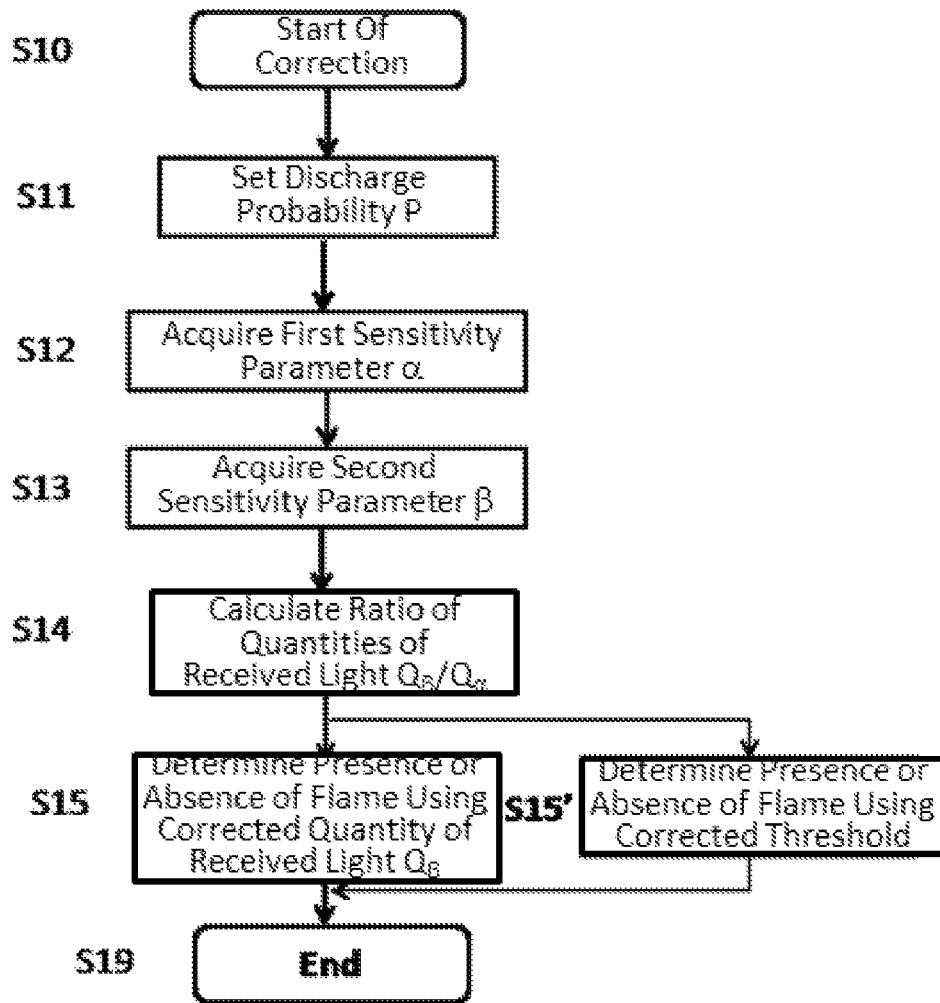 S10
Start Of
Correction
S11
Set Discharge
Probability P
S12
Acquire First Sensitivity
Parameter α
S13
Acquire Second
Sensitivity Parameter β
S14
Calculate Ratio of
Quantities of
Received Light Qβ/Qα
S15
Determine Presence or
Absence of Flame Using
Corrected Quantity of
Received Light Qβ
S15'
Determine Presence or
Absence of Flame Using
Corrected Threshold
S19
End